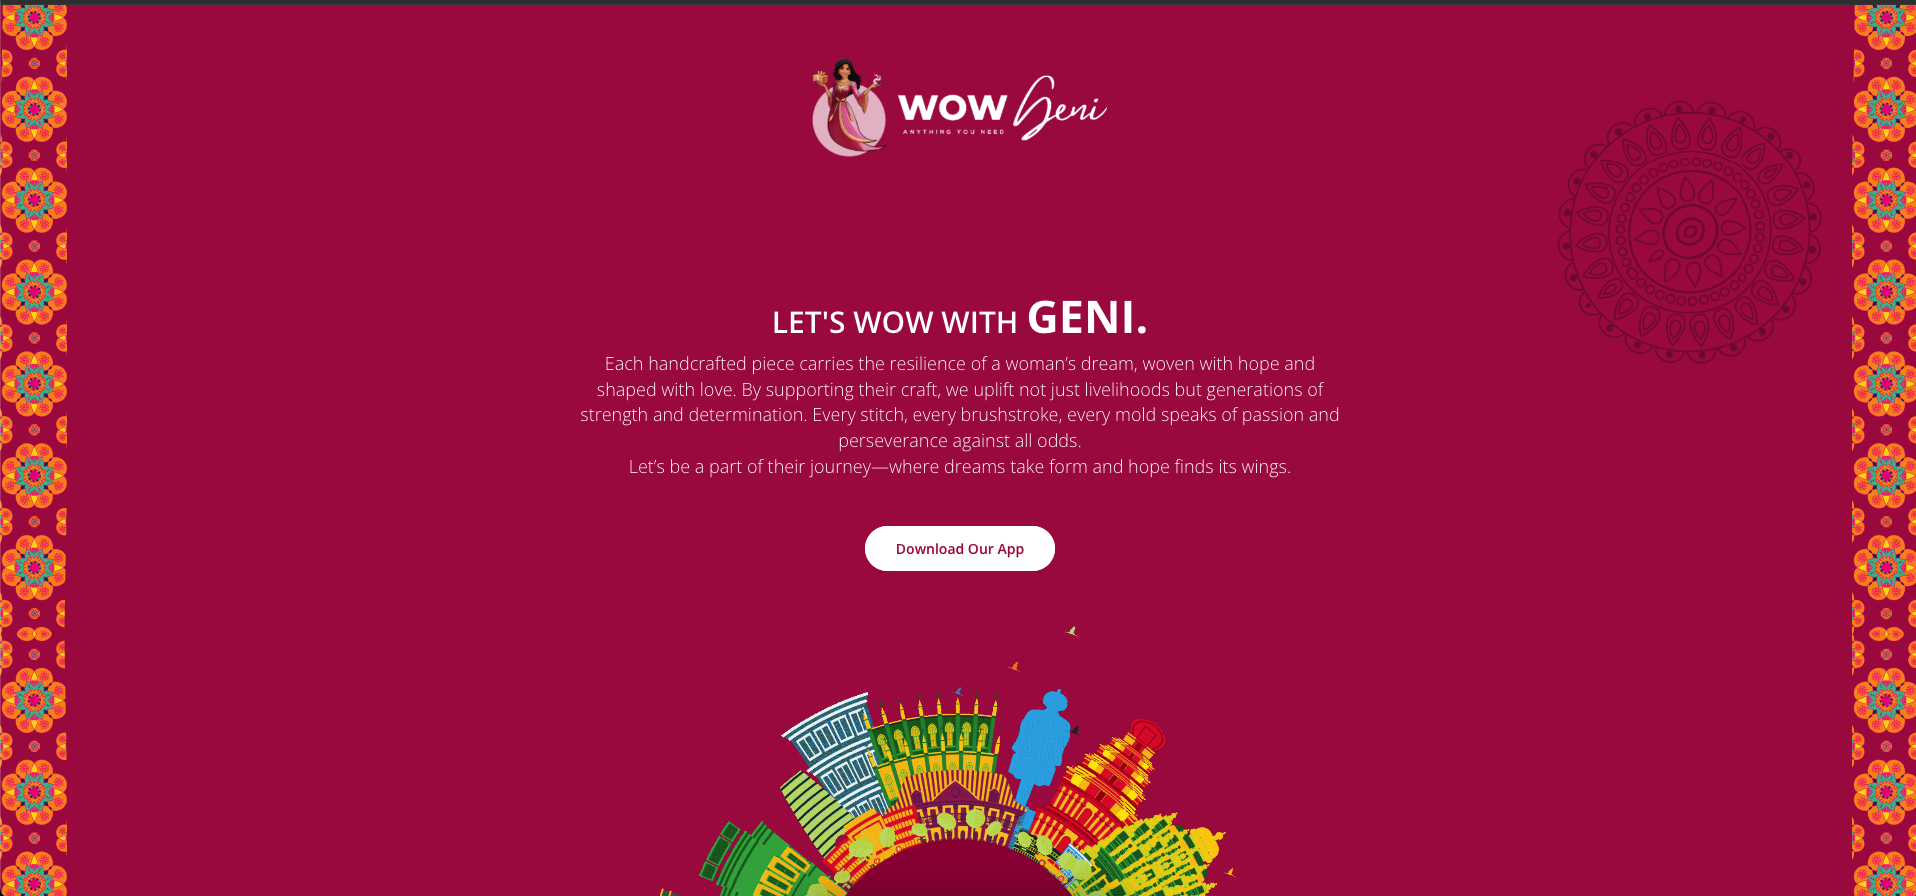 WOW Geni
ANYTHING YOU NEED
LET'S WOW WITH GENI.
Each handcrafted piece carries the resilience of a woman’s dream, woven with hope and
shaped with love. By supporting their craft, we uplift not just livelihoods but generations of
strength and determination. Every stitch, every brushstroke, every mold speaks of passion and
perseverance against all odds.
Let’s be a part of their journey—where dreams take form and hope finds its wings.
Download Our App